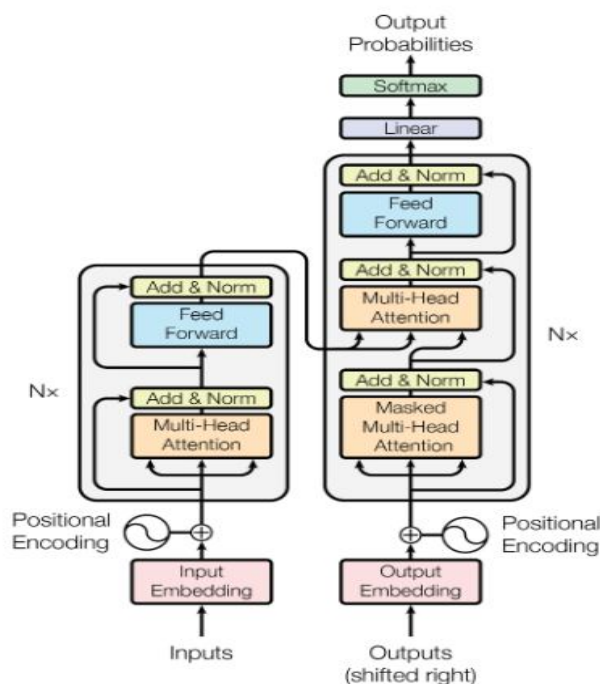 Output
Probabilities
Softmax
Linear
Add & Norm
Feed
Forward
Add & Norm
Multi-Head
Attention
Add & Norm
Masked
Multi-Head
Attention
N×
Add & Norm
Feed
Forward
N×
Add & Norm
Multi-Head
Attention
Positional
Encoding
Positional
Encoding
Input
Embedding
Output
Embedding
Inputs
Outputs
(shifted right)